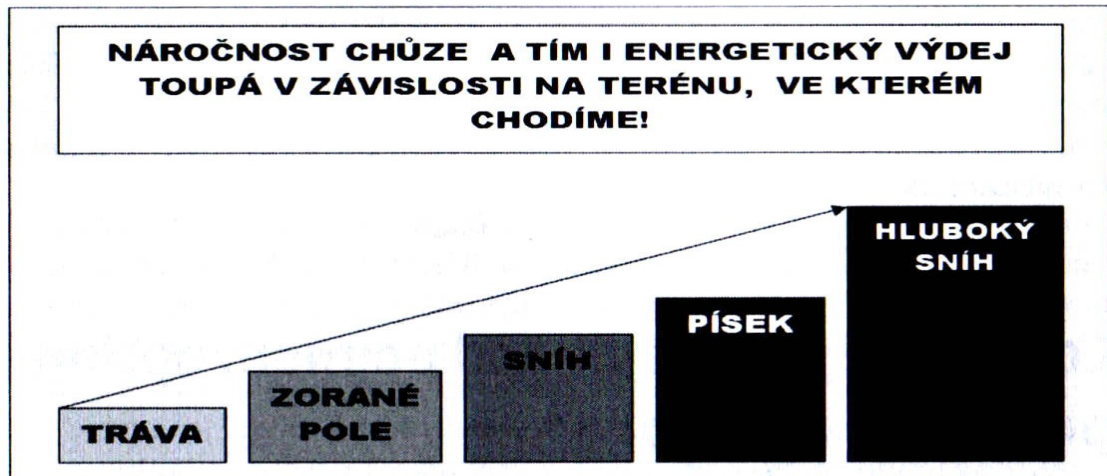 NÁROČNOST CHŮZE A TÍM I ENERGETICKÝ VÝDEJ
TOUPÁ V ZÁVISLOSTI NA TERÉNU, VE KTERÉM
CHODÍME!
HLUBOKÝ
SNÍH
PÍSEK
SNÍH
ZORANÉ
POLE
TRÁVA